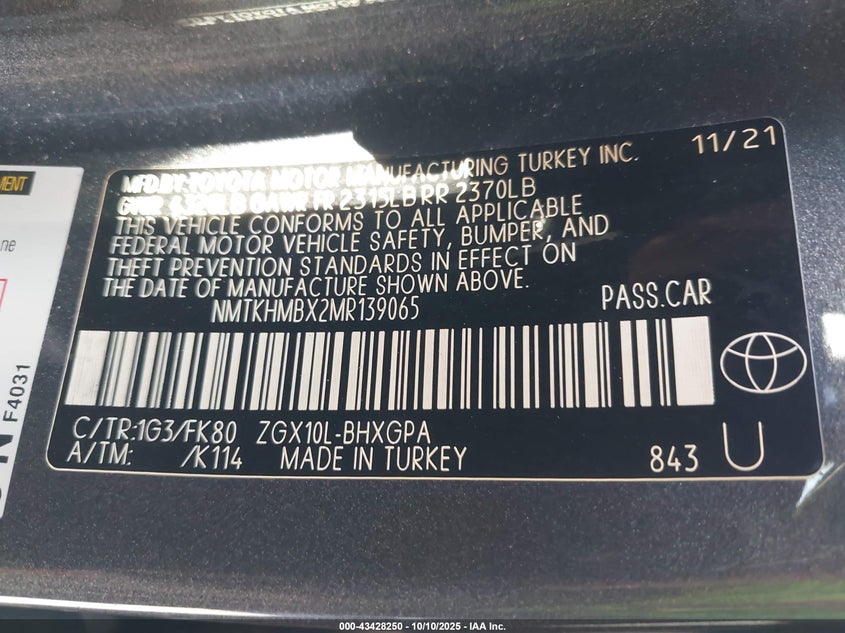 MFD.BY:TOYOTA MOTOR MANUFACTURING TURKEY INC. 11/21
FR 2315LB RR 2370LB
THIS VEHICLE CONFORMS TO ALL APPLICABLE
FEDERAL MOTOR VEHICLE SAFETY, BUMPER, AND
THEFT PREVENTION STANDARDS IN EFFECT ON
THE DATE OF MANUFACTURE SHOWN ABOVE.
NMTKHMBX2MR139065 PASS.CAR
C/TR:1G3/FK80 ZGX10L-BHXGPA
A/TM: /K114 MADE IN TURKEY 843 U
F4031
000-43428250 - 10/10/2025 - IAA Inc.